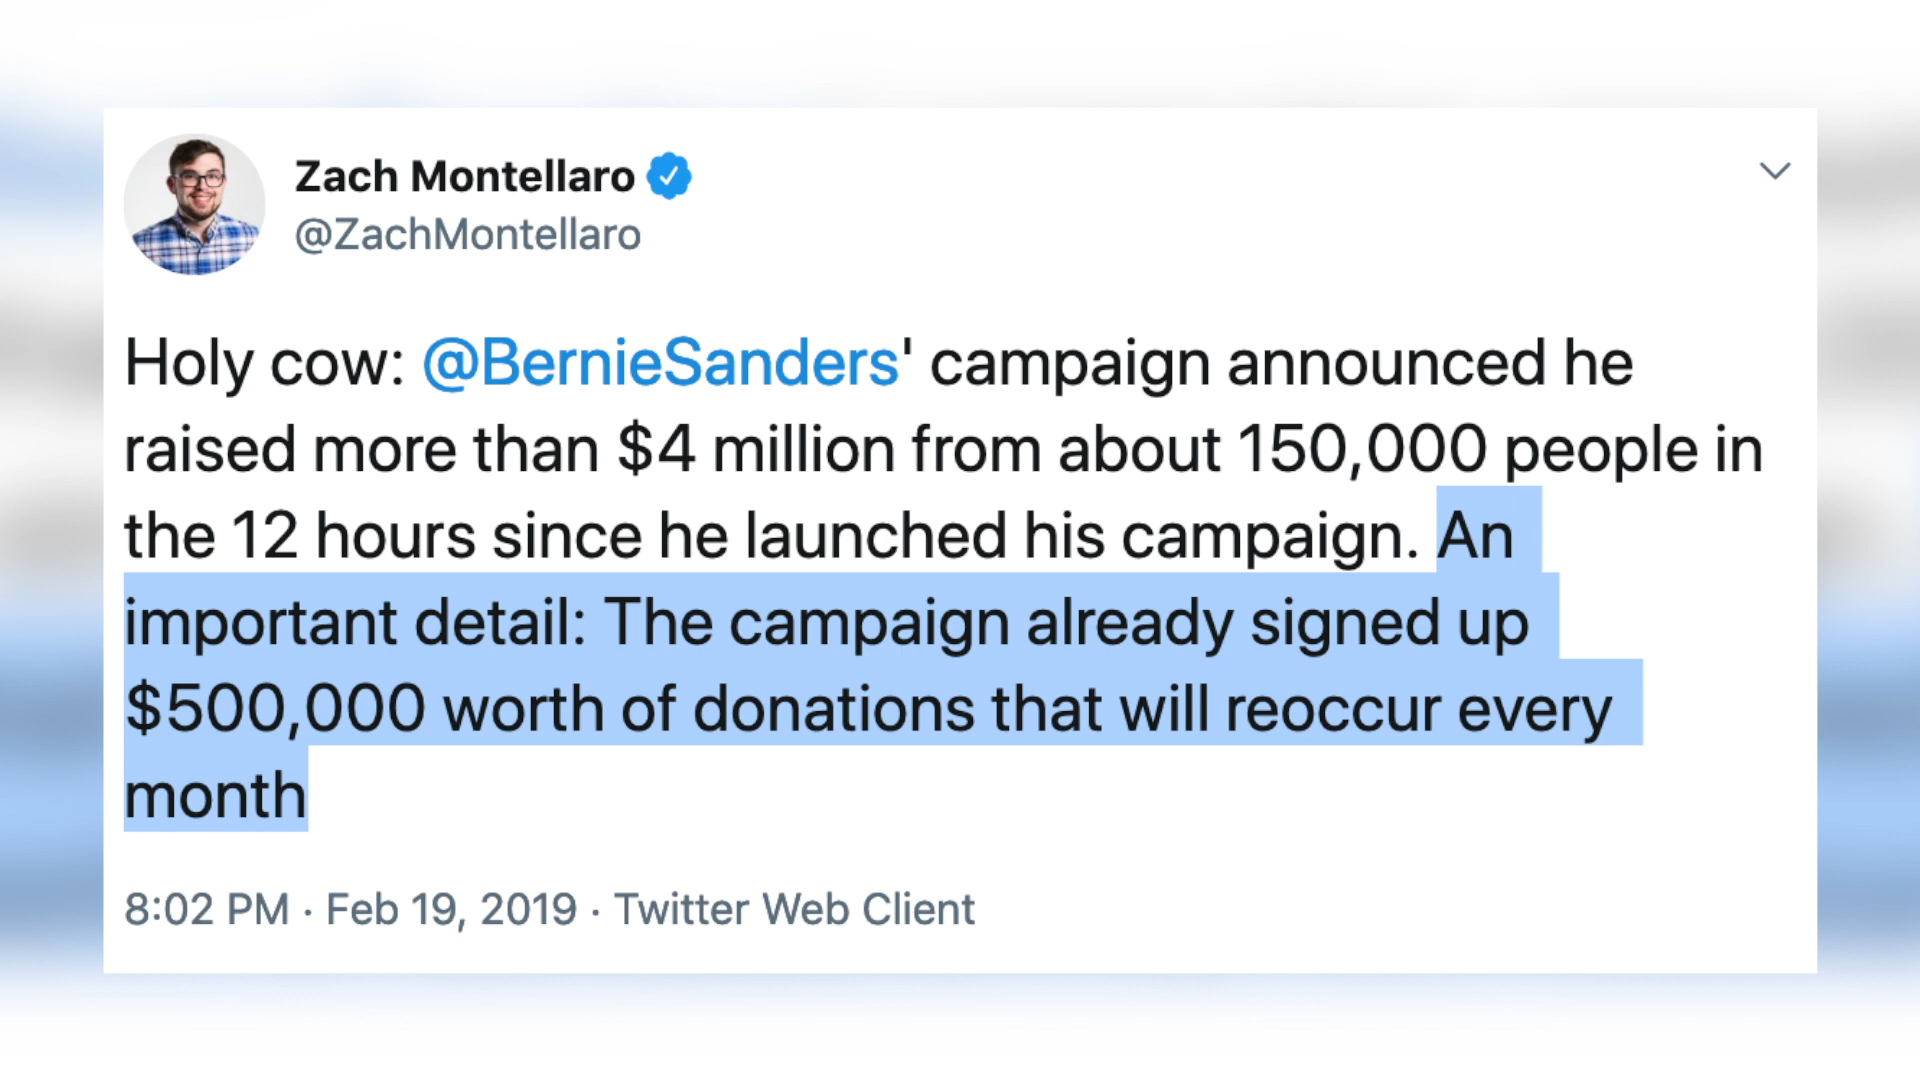 Zach Montellaro
@ZachMontellaro
Holy cow: @BernieSanders' campaign announced he
raised more than $4 million from about 150,000 people in
the 12 hours since he launched his campaign. An
important detail: The campaign already signed up
$500,000 worth of donations that will reoccur every
month
8:02 PM · Feb 19, 2019 · Twitter Web Client